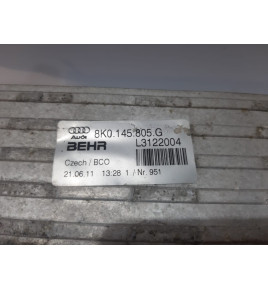 Audi 8K0.145.805.G
BEHR L3122004
Czech / BCO
21.06.11 13:28 1 / Nr. 951